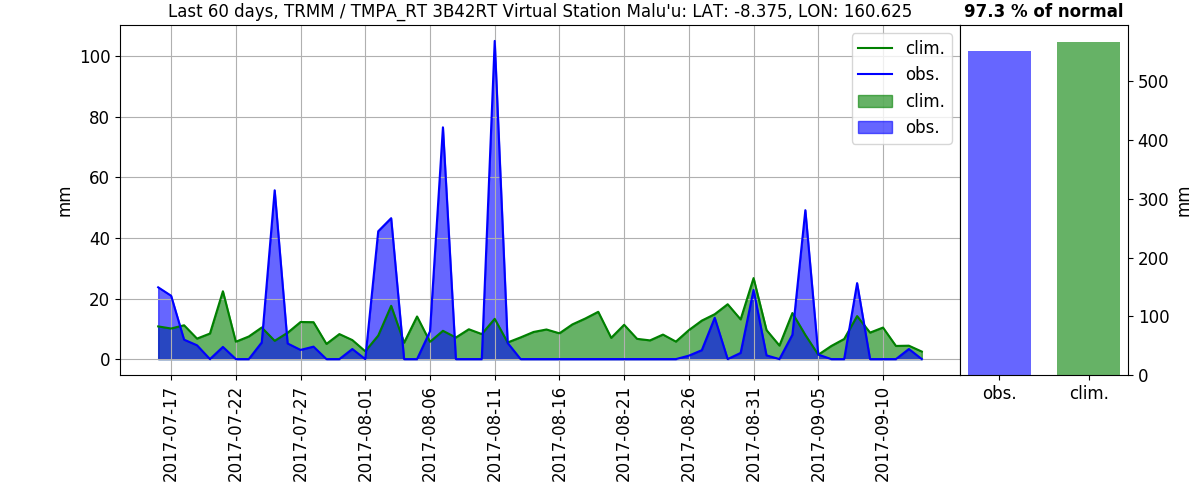 Last 60 days, TRMM / TMPA_RT 3B42RT Virtual Station Malu'u: LAT: -8.375, LON: 160.625
97.3 % of normal
clim.
obs.
clim.
obs.
mm
100
80
60
40
20
0
2017-07-17
2017-07-22
2017-07-27
2017-08-01
2017-08-06
2017-08-11
2017-08-16
2017-08-21
2017-08-26
2017-08-31
2017-09-05
2017-09-10
500
400
300
200
100
0
mm
obs.
clim.